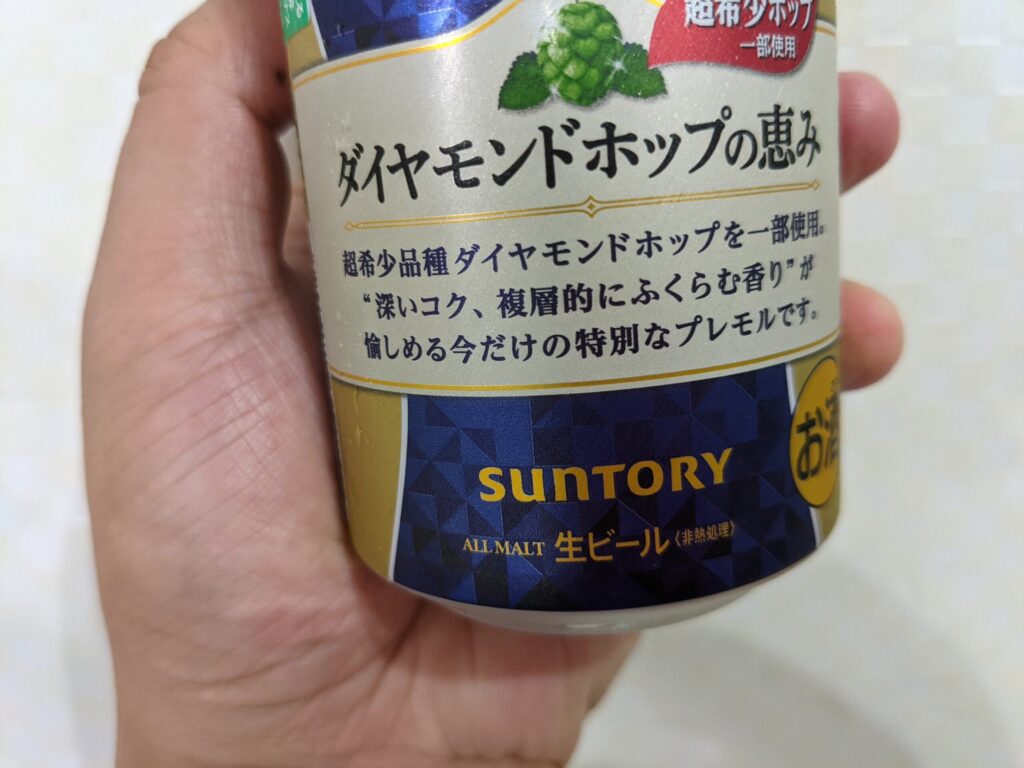 超希少ホップ
一部使用
ダイヤモンドホップの恵み
超希少品種ダイヤモンドホップを一部使用。
“深いコク、複層的にふくらむ香り”が
愉しめる今だけの特別なプレモルです。
お酒
SUNTORY
ALL MALT 生ビール〈非熱処理〉